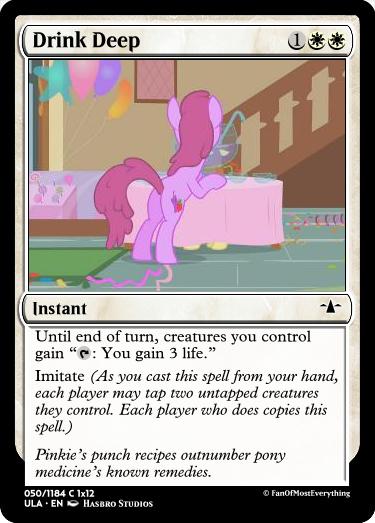 Drink Deep
1
Instant
Until end of turn, creatures you control
gain “: You gain 3 life.”
Imitate (As you cast this spell from your hand,
each player may tap two untapped creatures
they control. Each player who does copies this
spell.)
Pinkie's punch recipes outnumber pony
medicine's known remedies.
050/1184 C 1x12
ULA • EN Hasbro Studios
© FanOfMostEverything